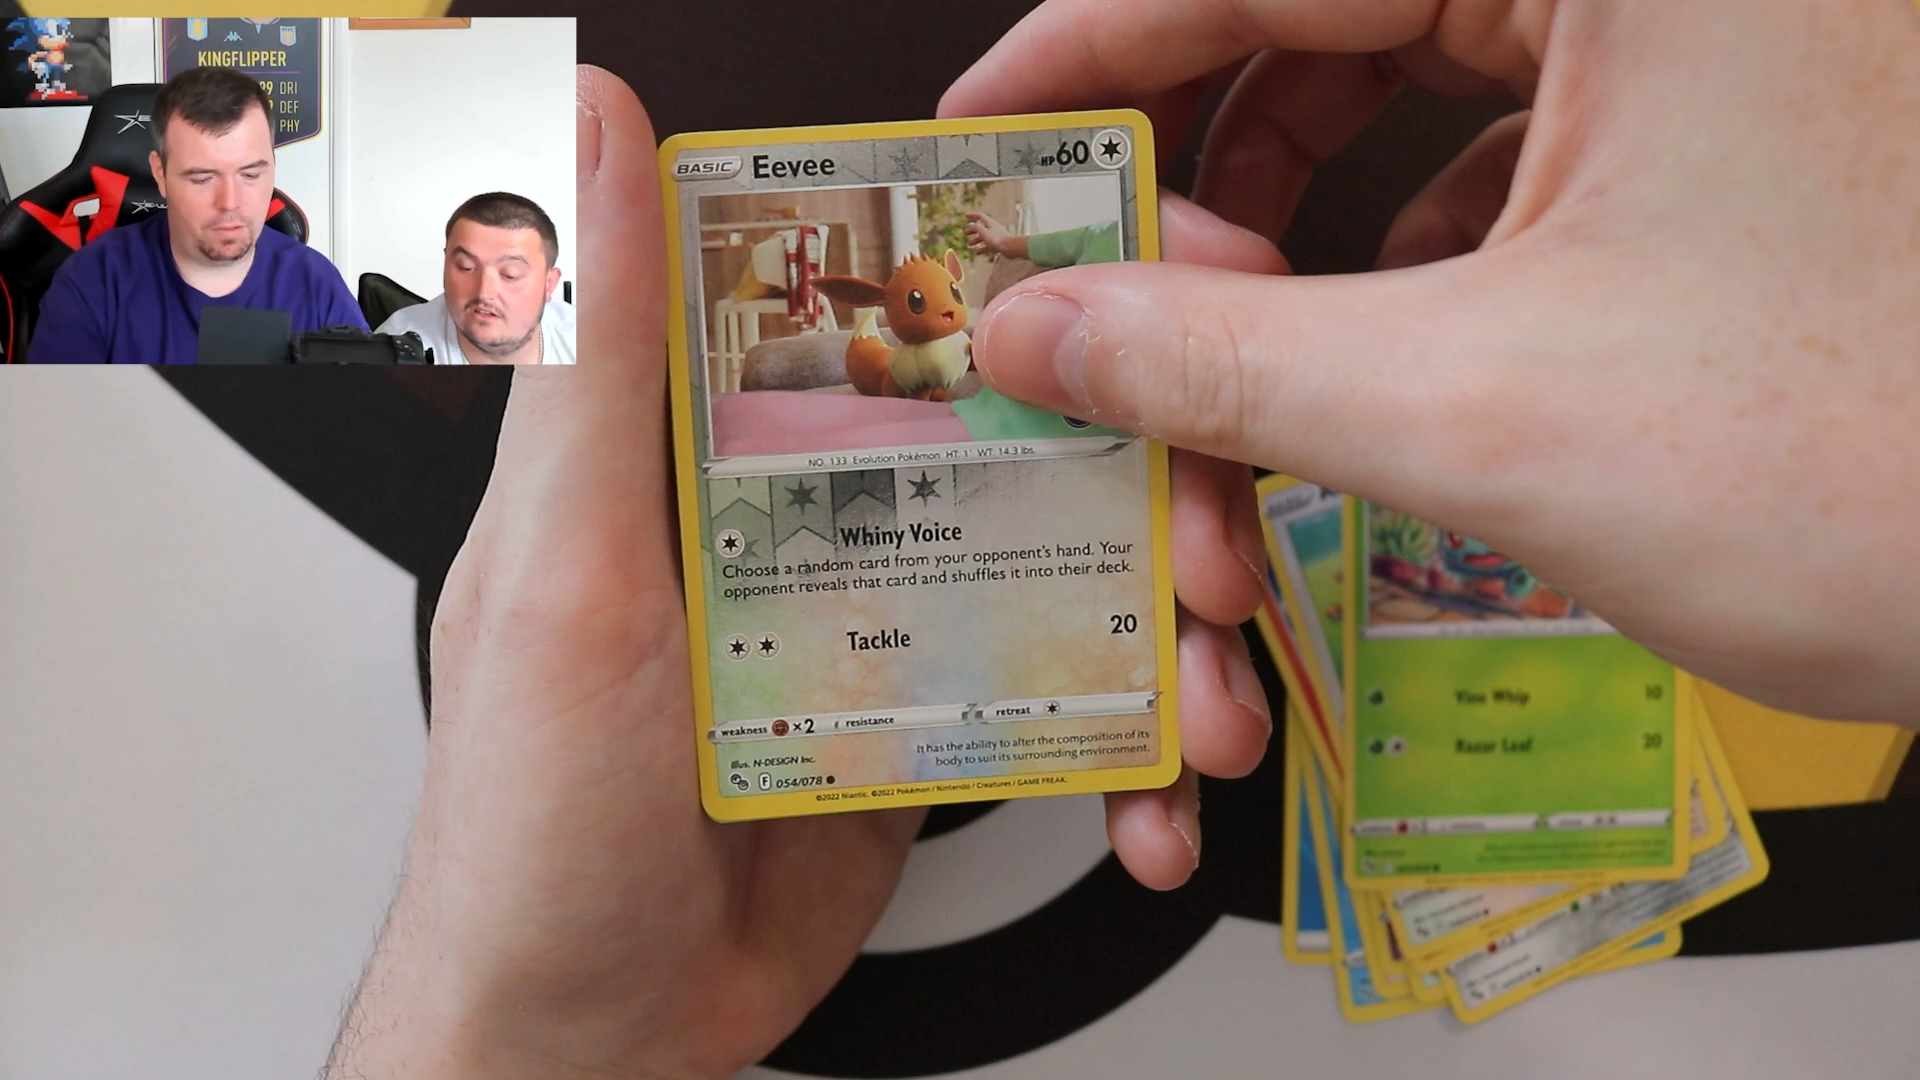 KINGFLIPPER
99 DRI
DEF
PHY
BASIC Eevee HP 60
NO. 133 Evolution Pokémon HT: 1' WT: 14.3 lbs.
Whiny Voice
Choose a random card from your opponent's hand. Your
opponent reveals that card and shuffles it into their deck.
Tackle 20
weakness ×2 resistance retreat
It has the ability to alter the composition of its
body to suit its surrounding environment.
Illus. N-DESIGN Inc.
F 054/078
©2022 Niantic. ©2022 Pokémon / Nintendo / Creatures / GAME FREAK.
Vine Whip 10
Razor Leaf 20